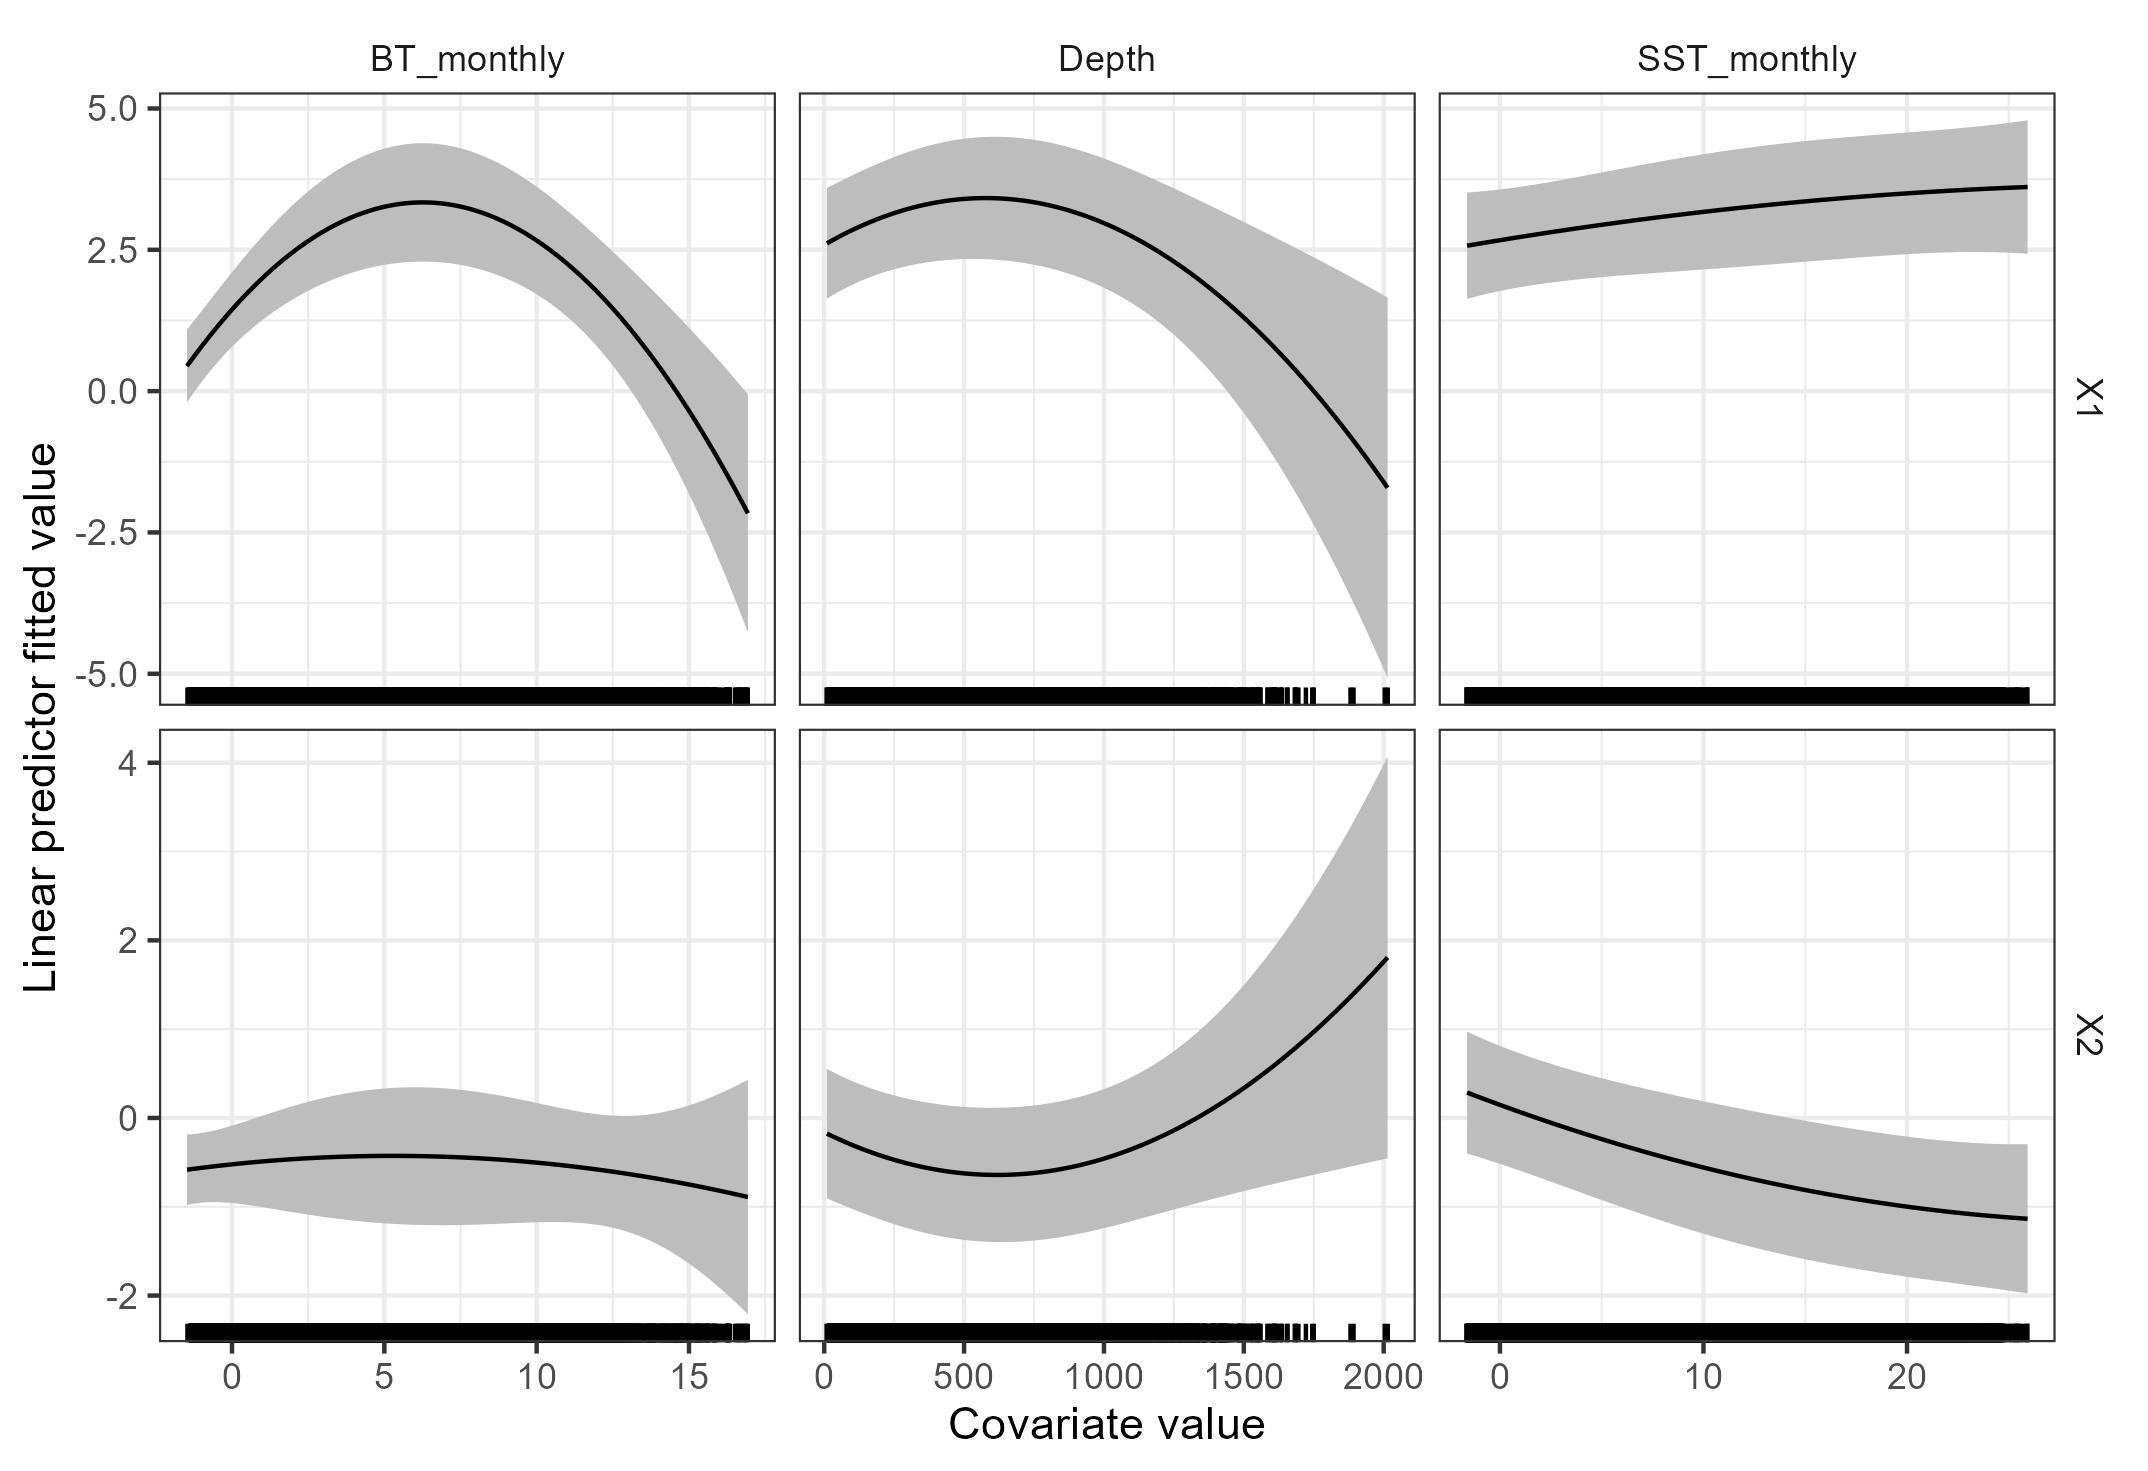 BT_monthly Depth SST_monthly
5.0
2.5
0.0
-2.5
-5.0
X1
Linear predictor fitted value
4
2
0
-2
X2
0 5 10 15 0 500 1000 1500 2000 0 10 20
Covariate value